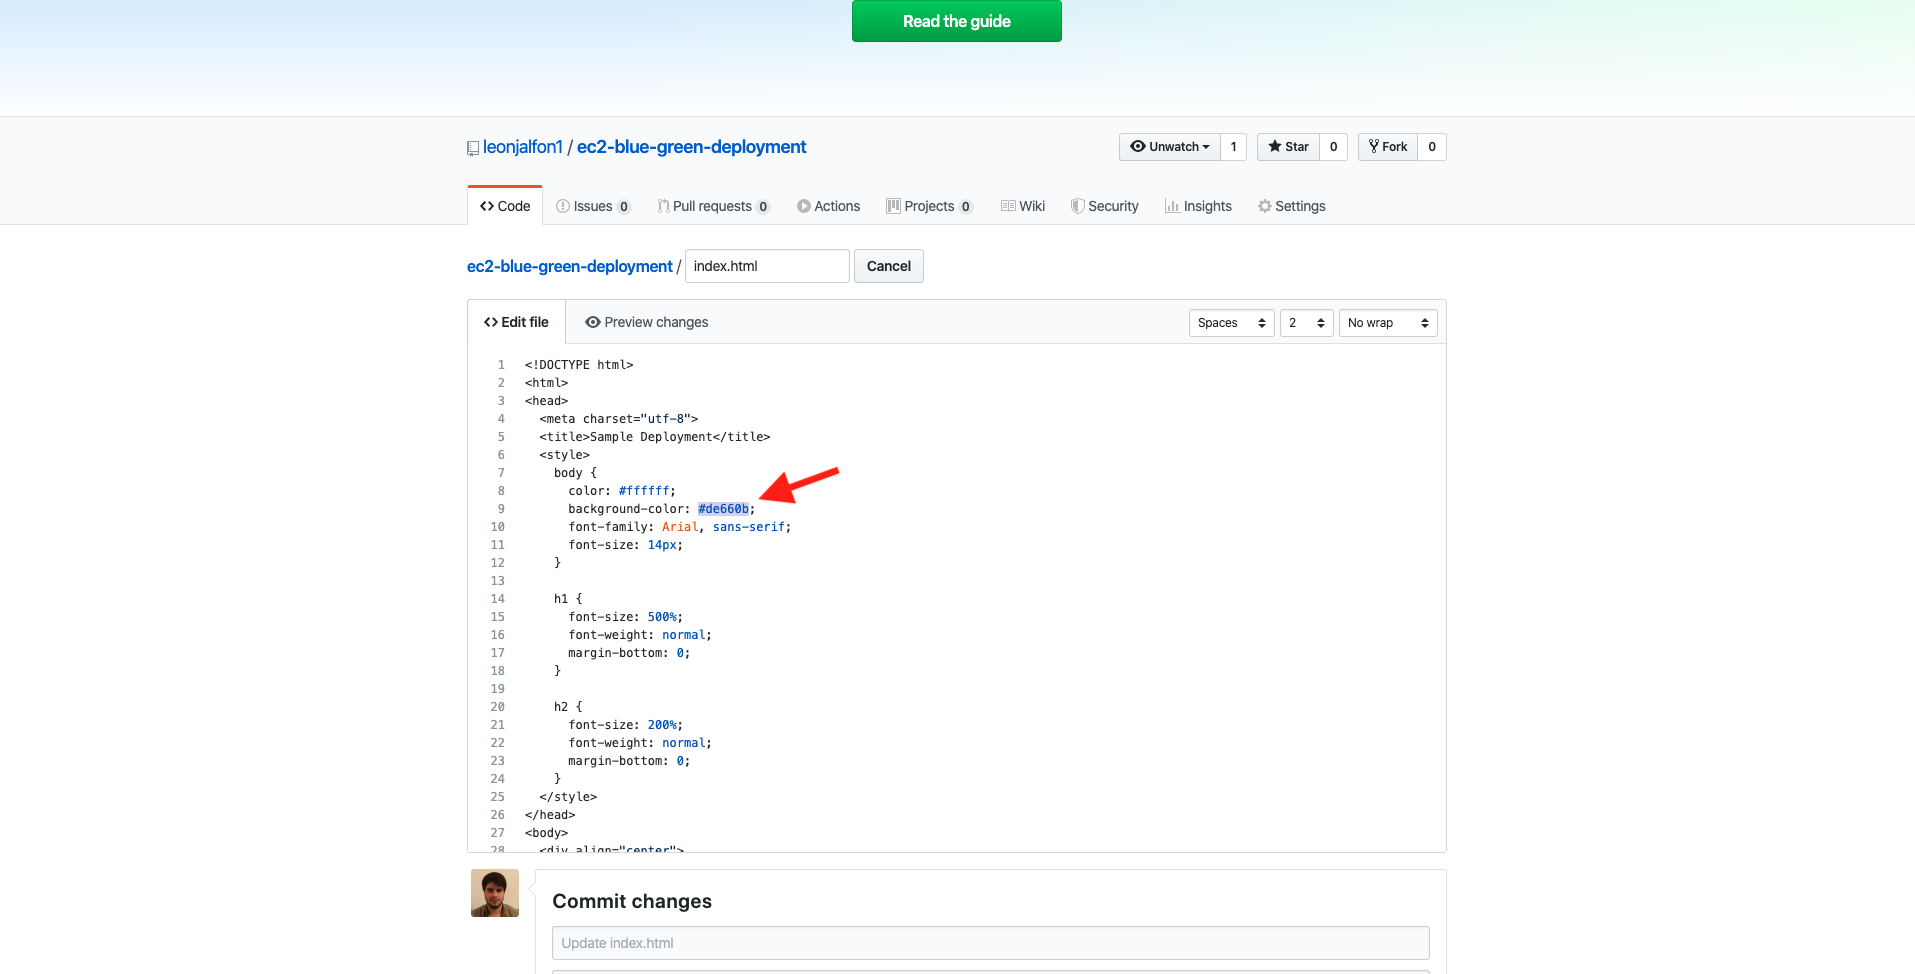 Read the guide
leonjalfon1 / ec2-blue-green-deployment
Unwatch 1 Star 0 Fork 0
Code Issues 0 Pull requests 0 Actions Projects 0 Wiki Security Insights Settings
ec2-blue-green-deployment / index.html Cancel
<> Edit file Preview changes Spaces 2 No wrap
1 <!DOCTYPE html>
2 <html>
3 <head>
4 <meta charset="utf-8">
5 <title>Sample Deployment</title>
6 <style>
7 body {
8 color: #ffffff;
9 background-color: #de660b;
10 font-family: Arial, sans-serif;
11 font-size: 14px;
12 }
13
14 h1 {
15 font-size: 500%;
16 font-weight: normal;
17 margin-bottom: 0;
18 }
19
20 h2 {
21 font-size: 200%;
22 font-weight: normal;
23 margin-bottom: 0;
24 }
25 </style>
26 </head>
27 <body>
28 <div align="center">
Commit changes
Update index.html